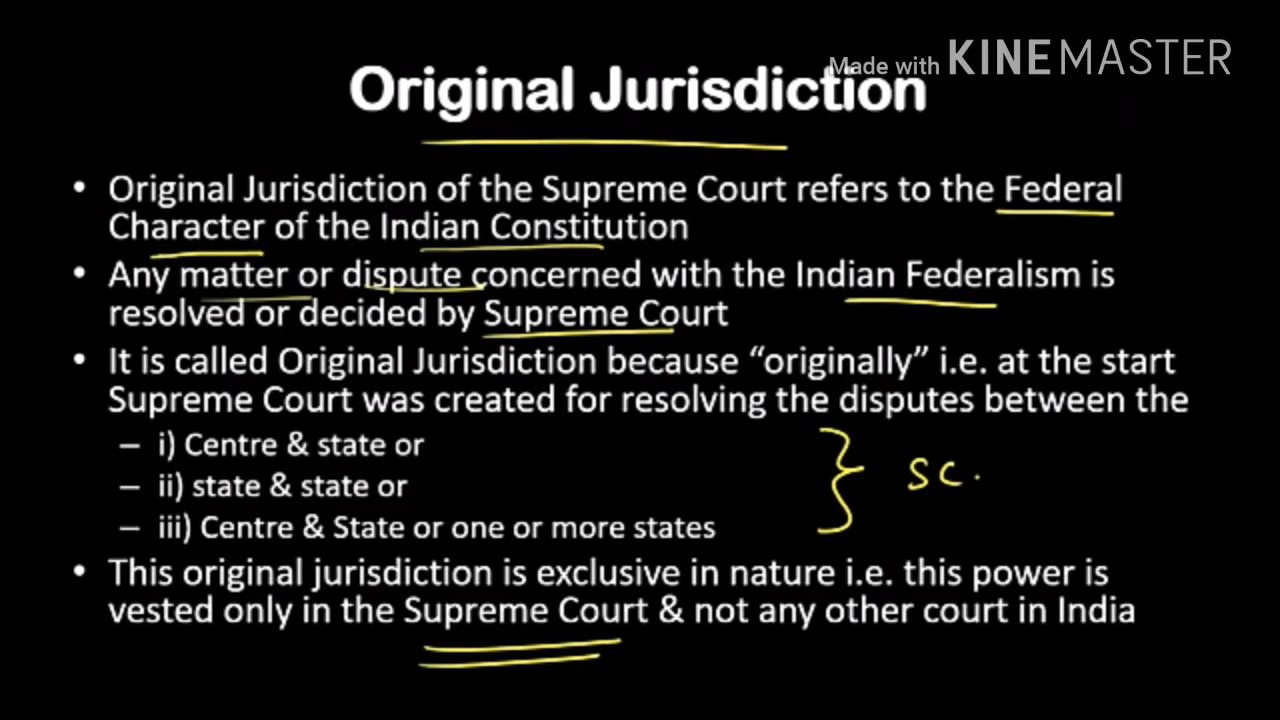 Made with KINEMASTER
Original Jurisdiction
• Original Jurisdiction of the Supreme Court refers to the Federal
Character of the Indian Constitution
• Any matter or dispute concerned with the Indian Federalism is
resolved or decided by Supreme Court
• It is called Original Jurisdiction because “originally” i.e. at the start
Supreme Court was created for resolving the disputes between the
– i) Centre & state or
– ii) state & state or
– iii) Centre & State or one or more states
SC.
• This original jurisdiction is exclusive in nature i.e. this power is
vested only in the Supreme Court & not any other court in India